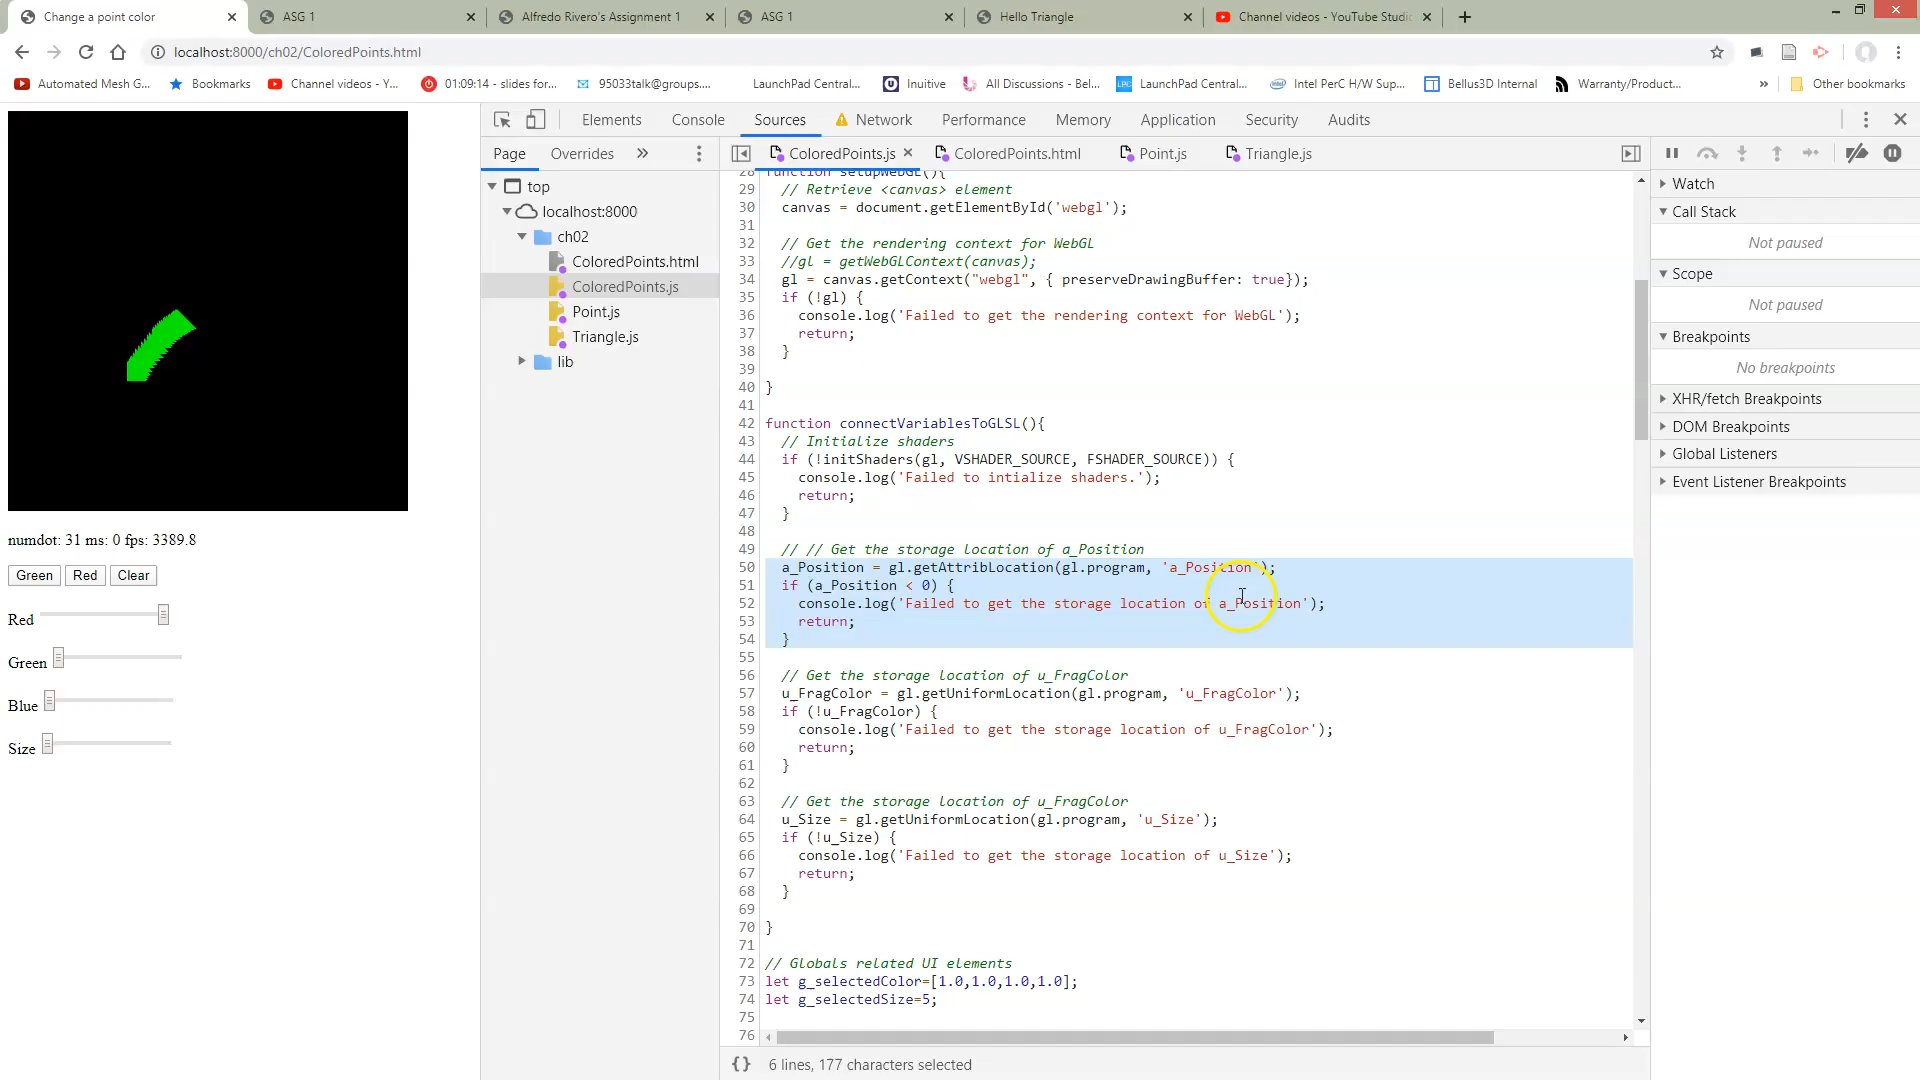 Change a point color
ASG 1
Alfredo Rivero's Assignment 1
ASG 1
Hello Triangle
Channel videos - YouTube Studio
localhost:8000/ch02/ColoredPoints.html
Automated Mesh G...
Bookmarks
Channel videos - Y...
01:09:14 - slides for...
95033talk@groups....
LaunchPad Central...
Inuitive
All Discussions - Bel...
LaunchPad Central...
Intel PerC H/W Sup...
Bellus3D Internal
Warranty/Product...
»
Other bookmarks
numdot: 31 ms: 0 fps: 3389.8
Green Red Clear
Red
Green
Blue
Size
Elements Console Sources Network Performance Memory Application Security Audits
Page Overrides »
top
localhost:8000
ch02
ColoredPoints.html
ColoredPoints.js
Point.js
Triangle.js
lib
ColoredPoints.js ColoredPoints.html Point.js Triangle.js
28 function setupWebGL(){
29 // Retrieve <canvas> element
30 canvas = document.getElementById('webgl');
31
32 // Get the rendering context for WebGL
33 //gl = getWebGLContext(canvas);
34 gl = canvas.getContext("webgl", { preserveDrawingBuffer: true});
35 if (!gl) {
36 console.log('Failed to get the rendering context for WebGL');
37 return;
38 }
39
40 }
41
42 function connectVariablesToGLSL(){
43 // Initialize shaders
44 if (!initShaders(gl, VSHADER_SOURCE, FSHADER_SOURCE)) {
45 console.log('Failed to intialize shaders.');
46 return;
47 }
48
49 // // Get the storage location of a_Position
50 a_Position = gl.getAttribLocation(gl.program, 'a_Position');
51 if (a_Position < 0) {
52 console.log('Failed to get the storage location of a_Position');
53 return;
54 }
55
56 // Get the storage location of u_FragColor
57 u_FragColor = gl.getUniformLocation(gl.program, 'u_FragColor');
58 if (!u_FragColor) {
59 console.log('Failed to get the storage location of u_FragColor');
60 return;
61 }
62
63 // Get the storage location of u_FragColor
64 u_Size = gl.getUniformLocation(gl.program, 'u_Size');
65 if (!u_Size) {
66 console.log('Failed to get the storage location of u_Size');
67 return;
68 }
69
70 }
71
72 // Globals related UI elements
73 let g_selectedColor=[1.0,1.0,1.0,1.0];
74 let g_selectedSize=5;
75
76
{} 6 lines, 177 characters selected
Watch
Call Stack
Not paused
Scope
Not paused
Breakpoints
No breakpoints
XHR/fetch Breakpoints
DOM Breakpoints
Global Listeners
Event Listener Breakpoints